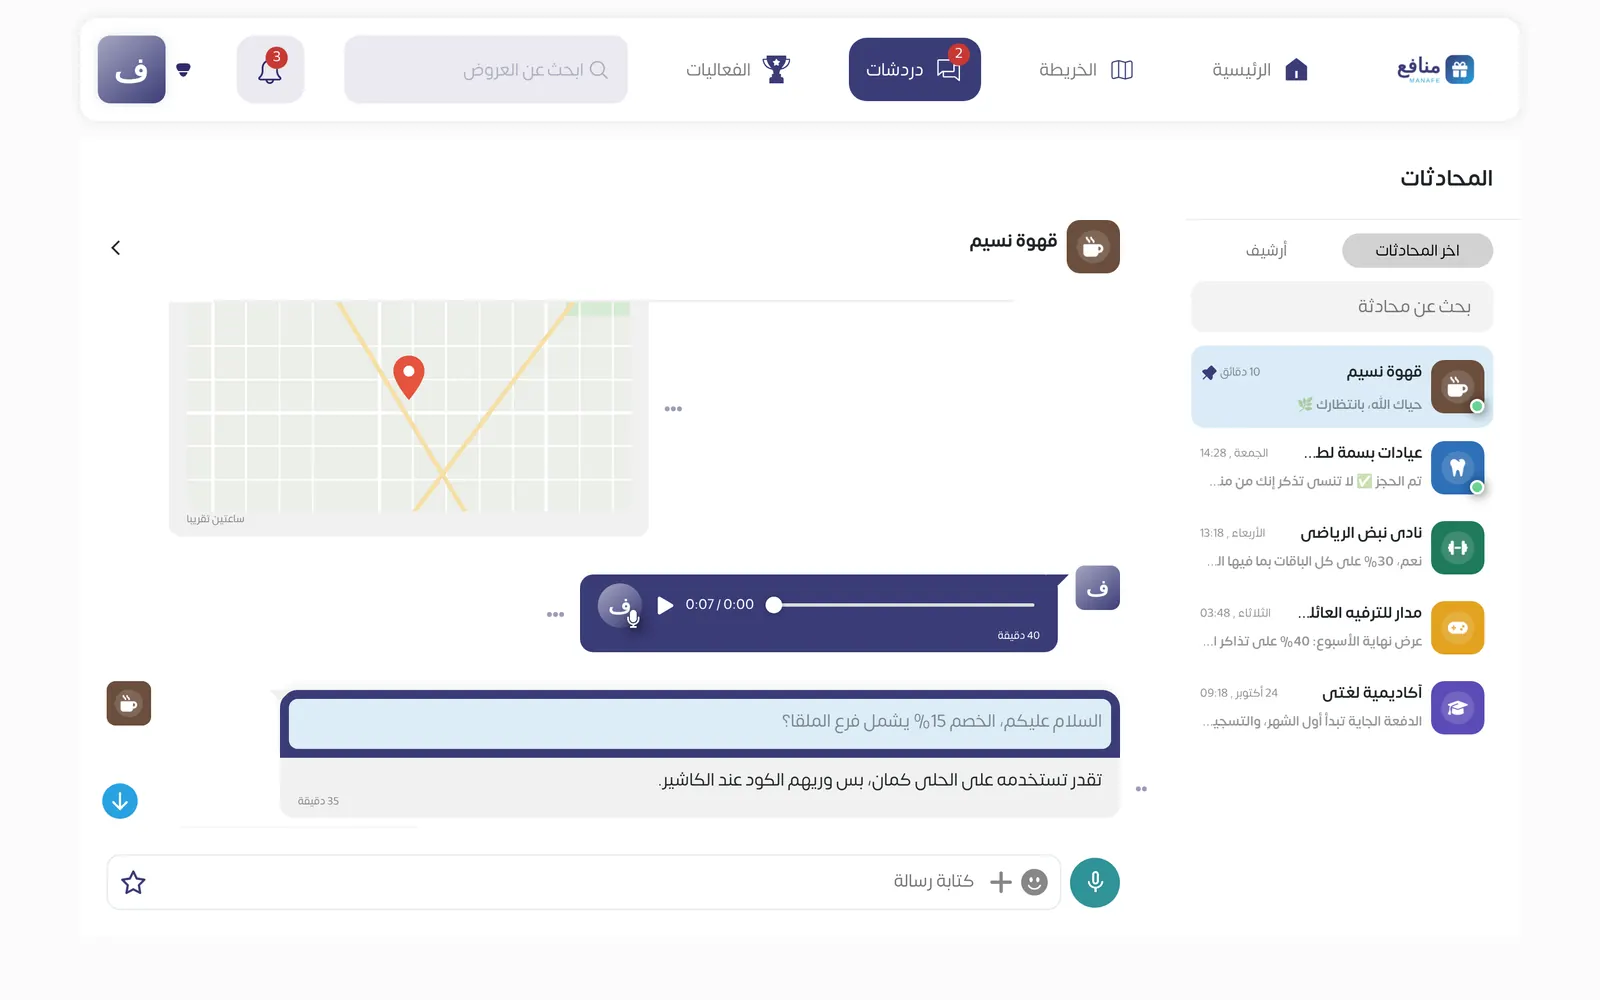 منافع
MANAFE
الرئيسية
الخريطة
دردشات
2
الفعاليات
ابحث عن العروض
3
ف
المحادثات
اخر المحادثات
أرشيف
بحث عن محادثة
قهوة نسيم
10 دقائق
حياك الله، بانتظارك 🌿
عيادات بسمة لط...
الجمعة , 14:28
تم الحجز ✅ لا تنسى تذكر إنك من منـ...
نادي نبض الرياضي
الأربعاء , 13:18
نعم، 30% على كل الباقات بما فيها الـ...
مدار للترفيه العائلـ...
الثلاثاء , 03:48
عرض نهاية الأسبوع: 40% على تذاكر ا...
أكاديمية لغتي
24 أكتوبر , 09:18
الدفعة الجاية تبدأ أول الشهر، والتسجيـ...
قهوة نسيم
ساعتين تقريبا
ف
ف
0:07 / 0:00
40 دقيقة
السلام عليكم، الخصم 15% يشمل فرع الملقا؟
تقدر تستخدمه على الحلى كمان، بس وريهم الكود عند الكاشير.
35 دقيقة
كتابة رسالة